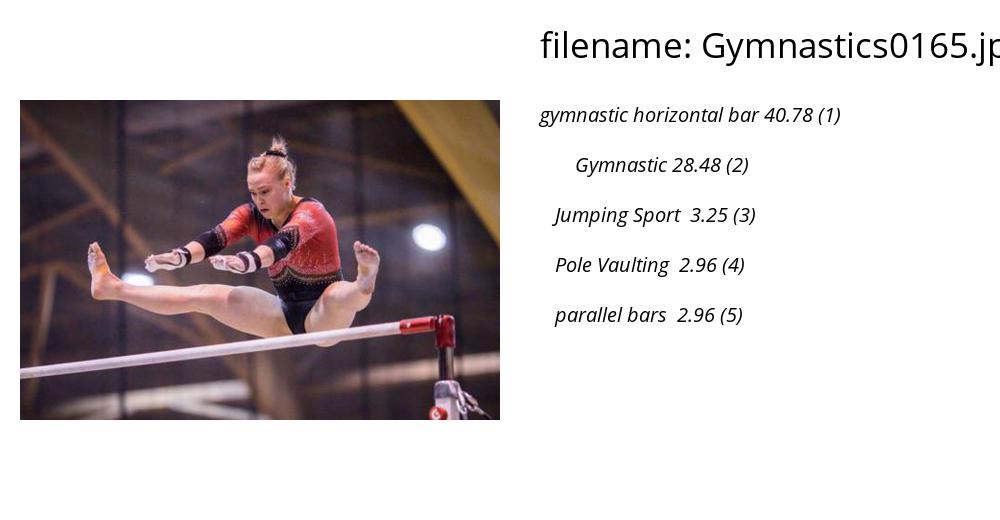 filename: Gymnastics0165.jp
gymnastic horizontal bar 40.78 (1)
Gymnastic 28.48 (2)
Jumping Sport 3.25 (3)
Pole Vaulting 2.96 (4)
parallel bars 2.96 (5)